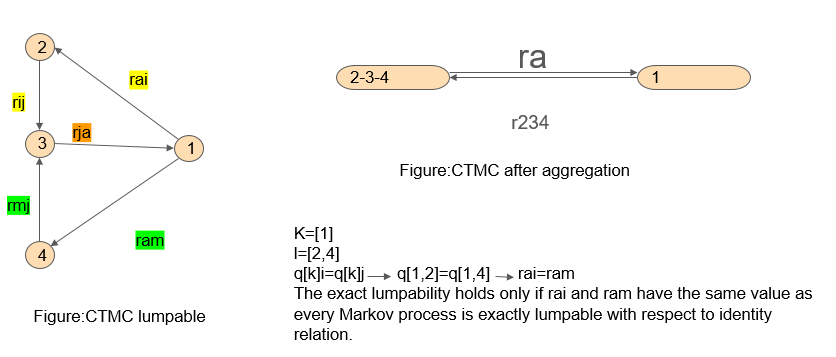 2
rai
rij
3
rja
1
rmj
ram
4
Figure:CTMC lumpable
ra
2-3-4
1
r234
Figure:CTMC after aggregation
K=[1]
I=[2,4]
q[k]i=q[k]j → q[1,2]=q[1,4] → rai=ram
The exact lumpability holds only if rai and ram have the same value as
every Markov process is exactly lumpable with respect to identity
relation.